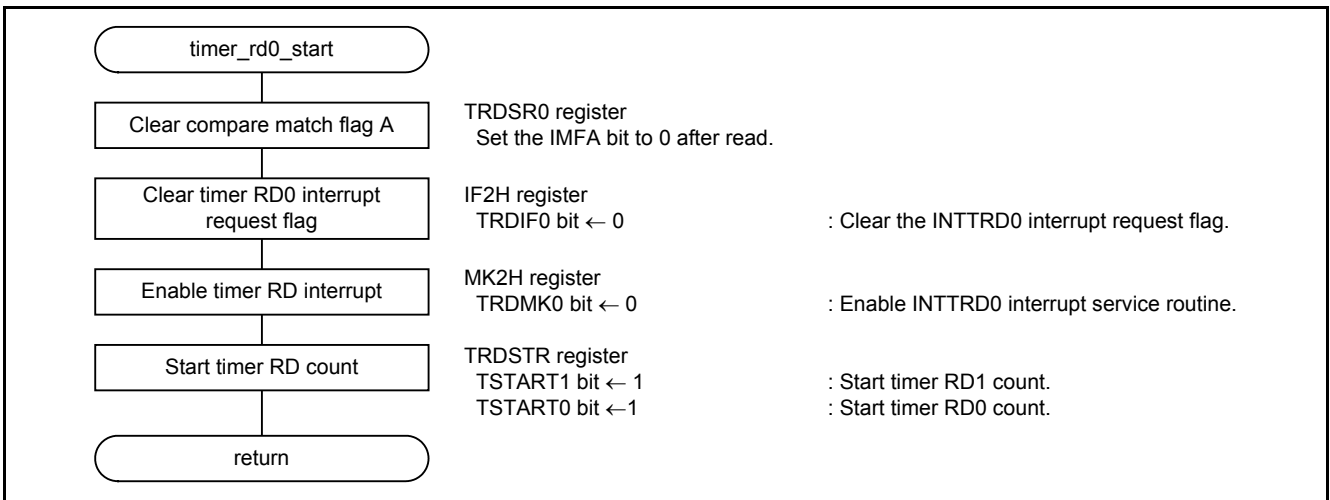 timer_rd0_start
Clear compare match flag A
TRDSR0 register
Set the IMFA bit to 0 after read.
Clear timer RD0 interrupt
request flag
IF2H register
TRDIF0 bit ← 0 : Clear the INTTRD0 interrupt request flag.
Enable timer RD interrupt
MK2H register
TRDMK0 bit ← 0 : Enable INTTRD0 interrupt service routine.
Start timer RD count
TRDSTR register
TSTART1 bit ← 1 : Start timer RD1 count.
TSTART0 bit ←1 : Start timer RD0 count.
return